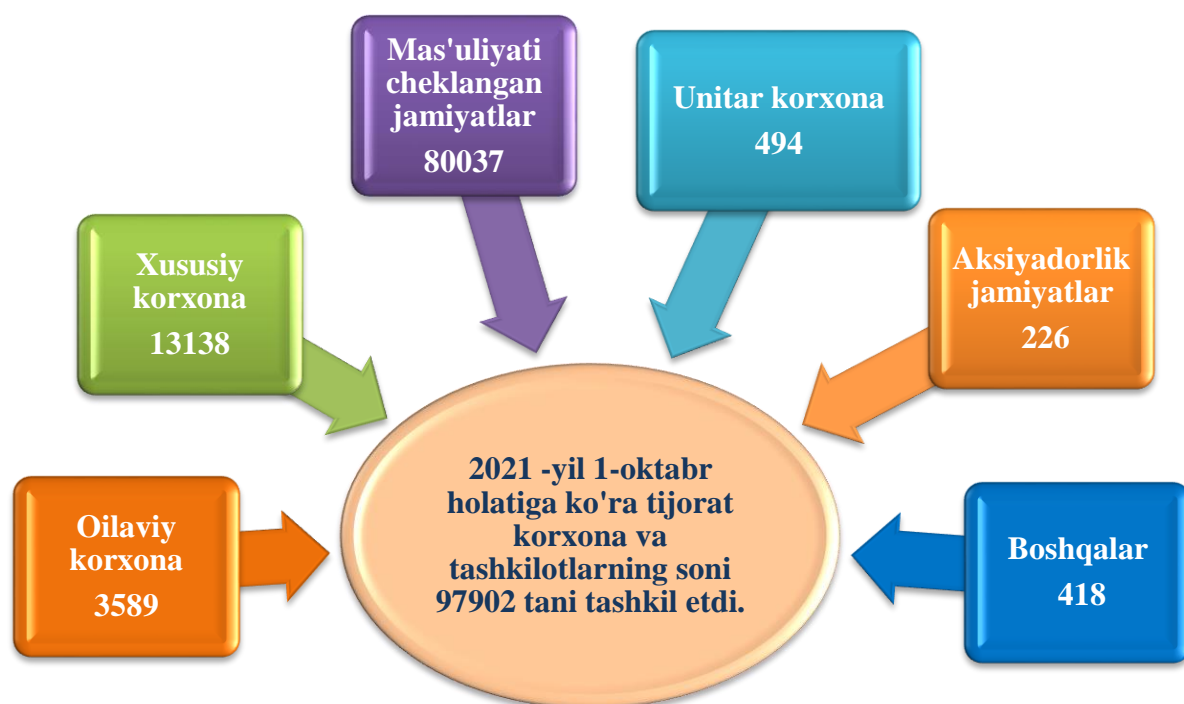 Mas'uliyati
cheklangan
jamiyatlar
80037
Unitar korxona
494
Xususiy
korxona
13138
Aksiyadorlik
jamiyatlar
226
Oilaviy
korxona
3589
2021 -yil 1-oktabr
holatiga ko'ra tijorat
korxona va
tashkilotlarning soni
97902 tani tashkil etdi.
Boshqalar
418